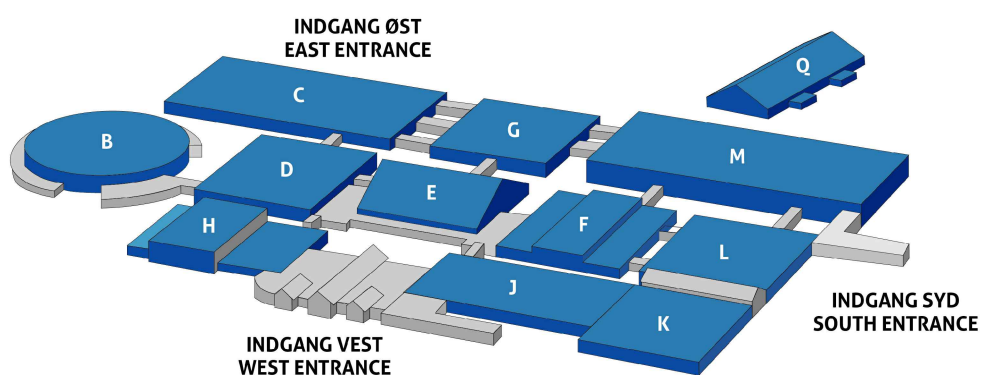 INDGANG ØST
EAST ENTRANCE
Q
C
G
B
M
D
E
H
F
L
J
K
INDGANG SYD
SOUTH ENTRANCE
INDGANG VEST
WEST ENTRANCE